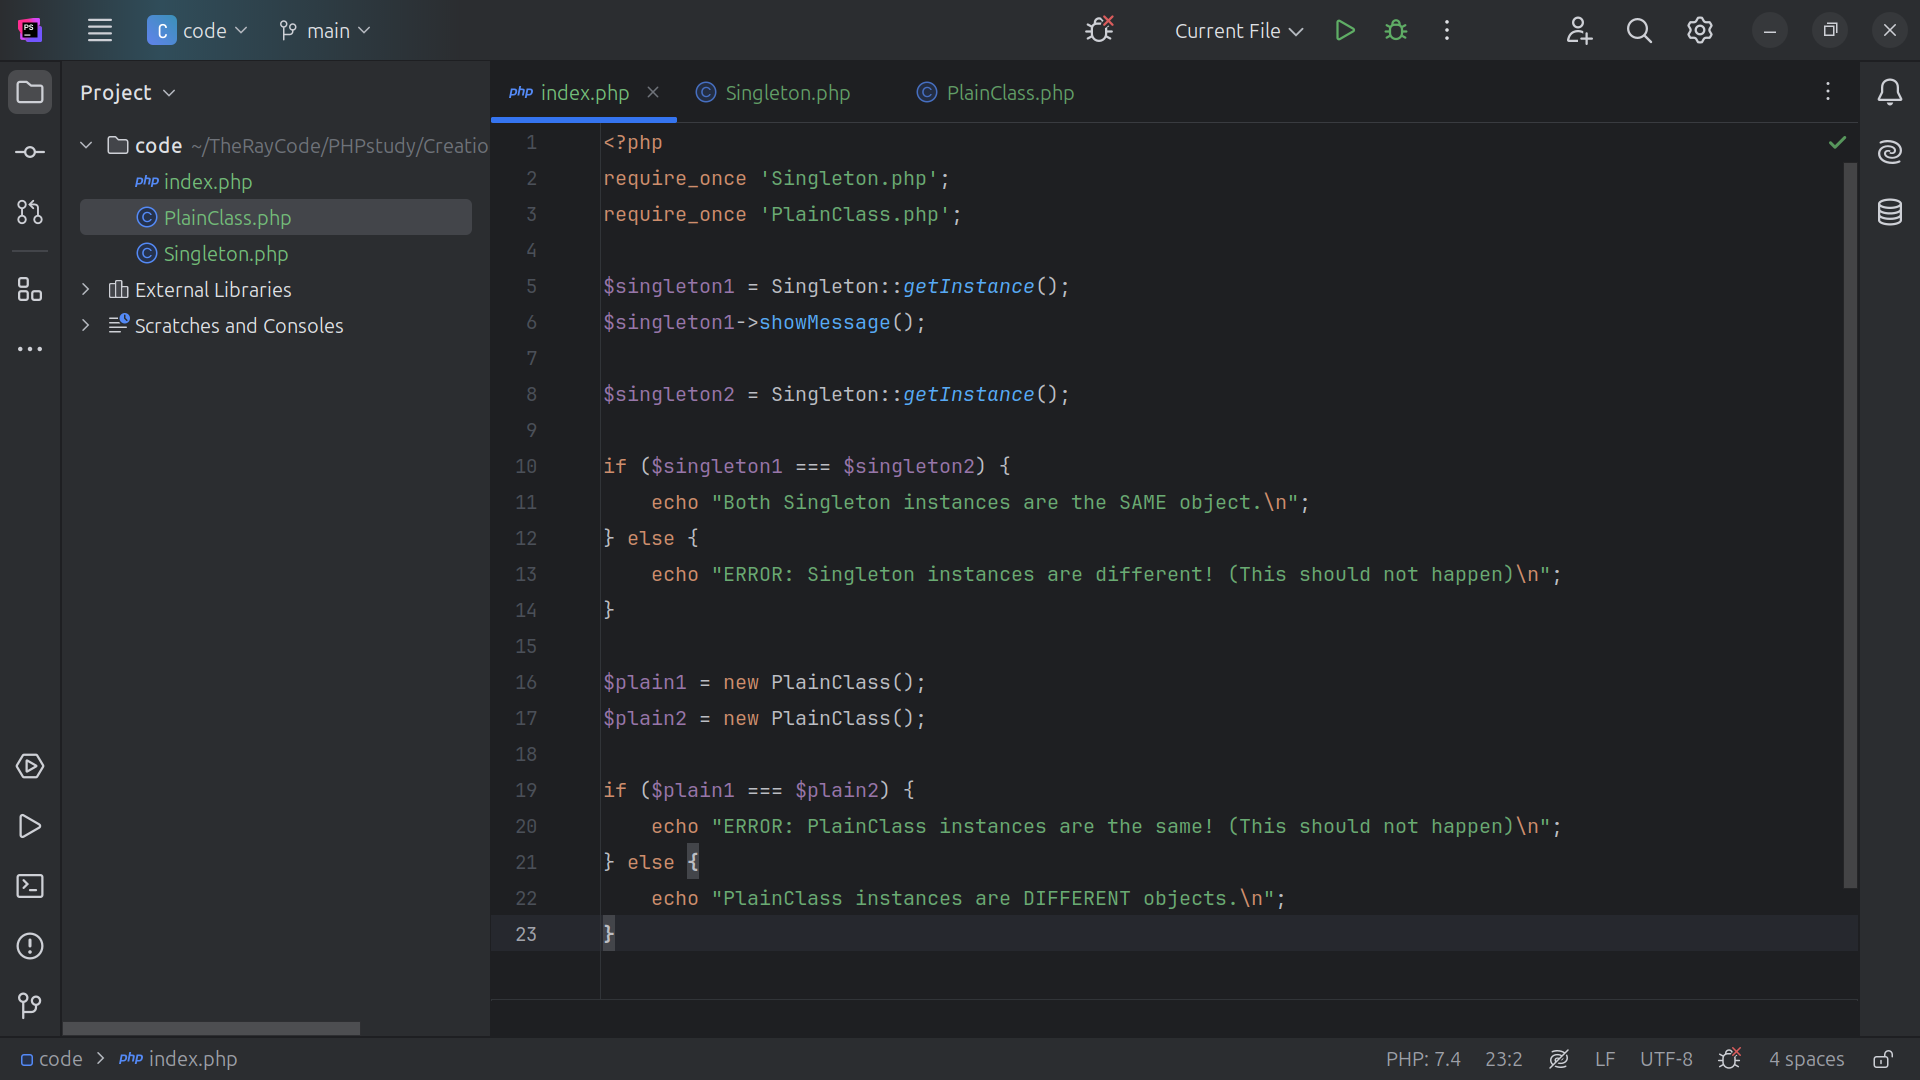 PS
C code main
Current File
Project
code ~/TheRayCode/PHPstudy/Creatio
php index.php
C PlainClass.php
C Singleton.php
External Libraries
Scratches and Consoles
php index.php C Singleton.php C PlainClass.php
1 <?php
2 require_once 'Singleton.php';
3 require_once 'PlainClass.php';
4
5 $singleton1 = Singleton::getInstance();
6 $singleton1->showMessage();
7
8 $singleton2 = Singleton::getInstance();
9
10 if ($singleton1 === $singleton2) {
11     echo "Both Singleton instances are the SAME object.\n";
12 } else {
13     echo "ERROR: Singleton instances are different! (This should not happen)\n";
14 }
15
16 $plain1 = new PlainClass();
17 $plain2 = new PlainClass();
18
19 if ($plain1 === $plain2) {
20     echo "ERROR: PlainClass instances are the same! (This should not happen)\n";
21 } else {
22     echo "PlainClass instances are DIFFERENT objects.\n";
23 }
code > php index.php
PHP: 7.4 23:2 LF UTF-8 4 spaces